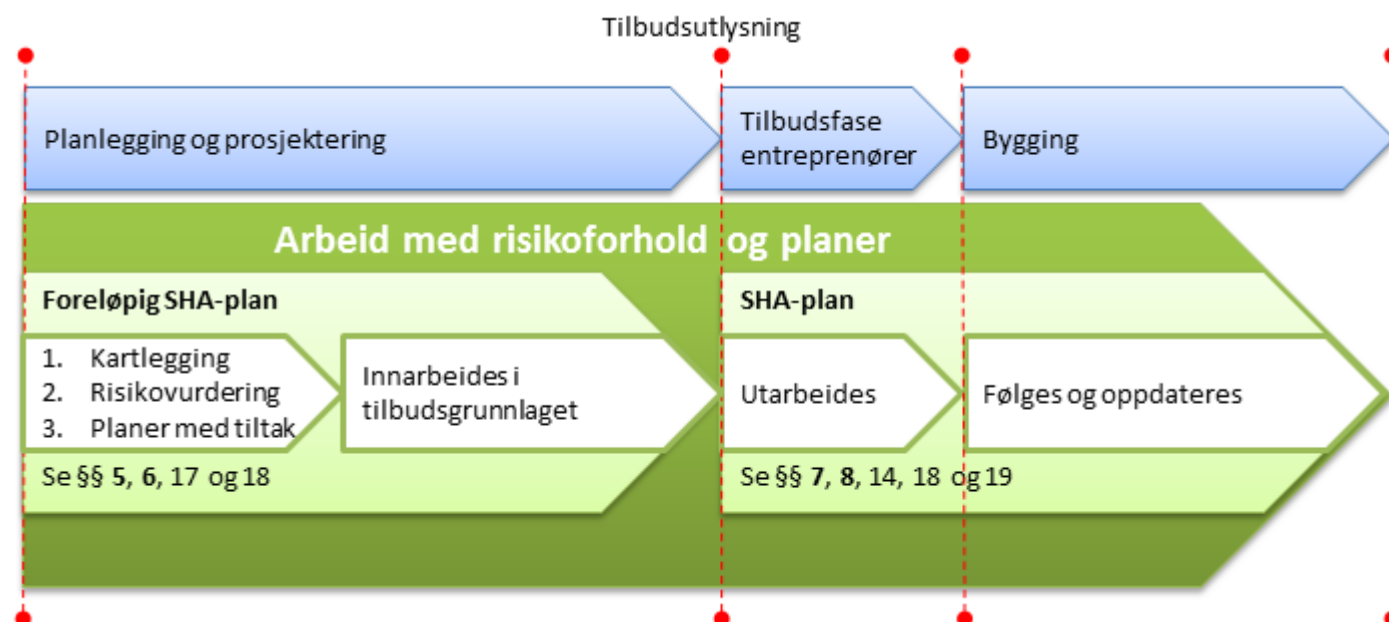 Tilbudsutlysning
Planlegging og prosjektering
Tilbudsfase
entreprenører
Bygging
Arbeid med risikoforhold og planer
Foreløpig SHA-plan
1. Kartlegging
2. Risikovurdering
3. Planer med tiltak
Innarbeides i
tilbudsgrunnlaget
Se §§ 5, 6, 17 og 18
SHA-plan
Utarbeides
Følges og oppdateres
Se §§ 7, 8, 14, 18 og 19